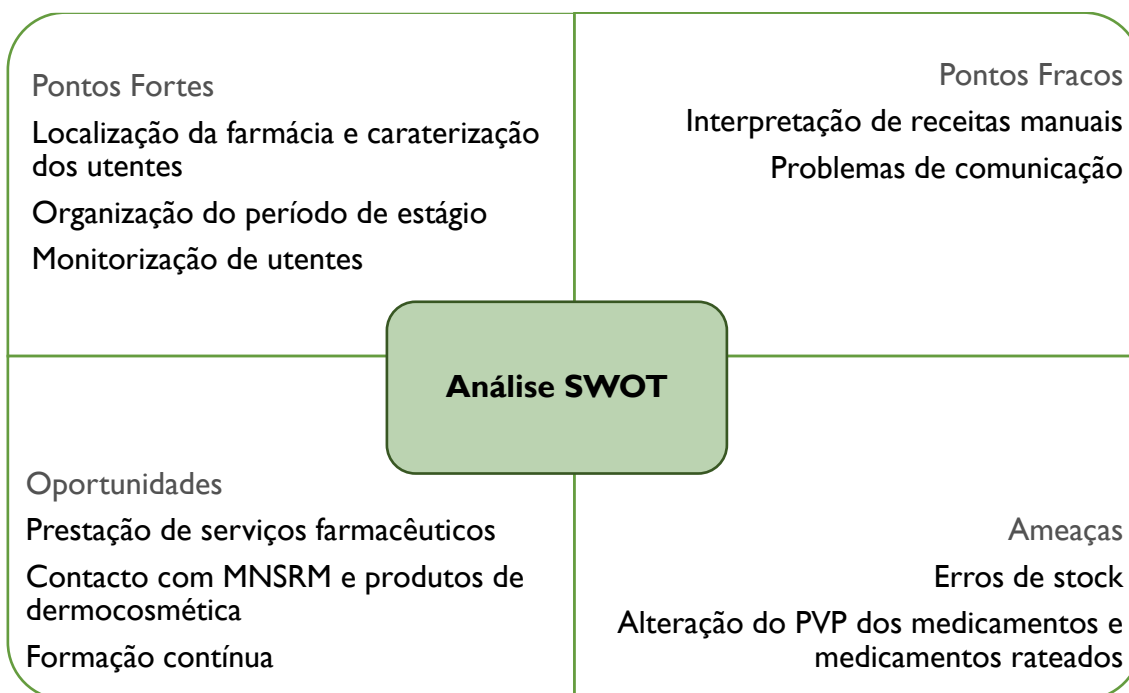 Pontos Fortes
Localização da farmácia e caraterização
dos utentes
Organização do período de estágio
Monitorização de utentes
Pontos Fracos
Interpretação de receitas manuais
Problemas de comunicação
Análise SWOT
Oportunidades
Prestação de serviços farmacêuticos
Contacto com MNSRM e produtos de
dermocosmética
Formação contínua
Ameaças
Erros de stock
Alteração do PVP dos medicamentos e
medicamentos rateados